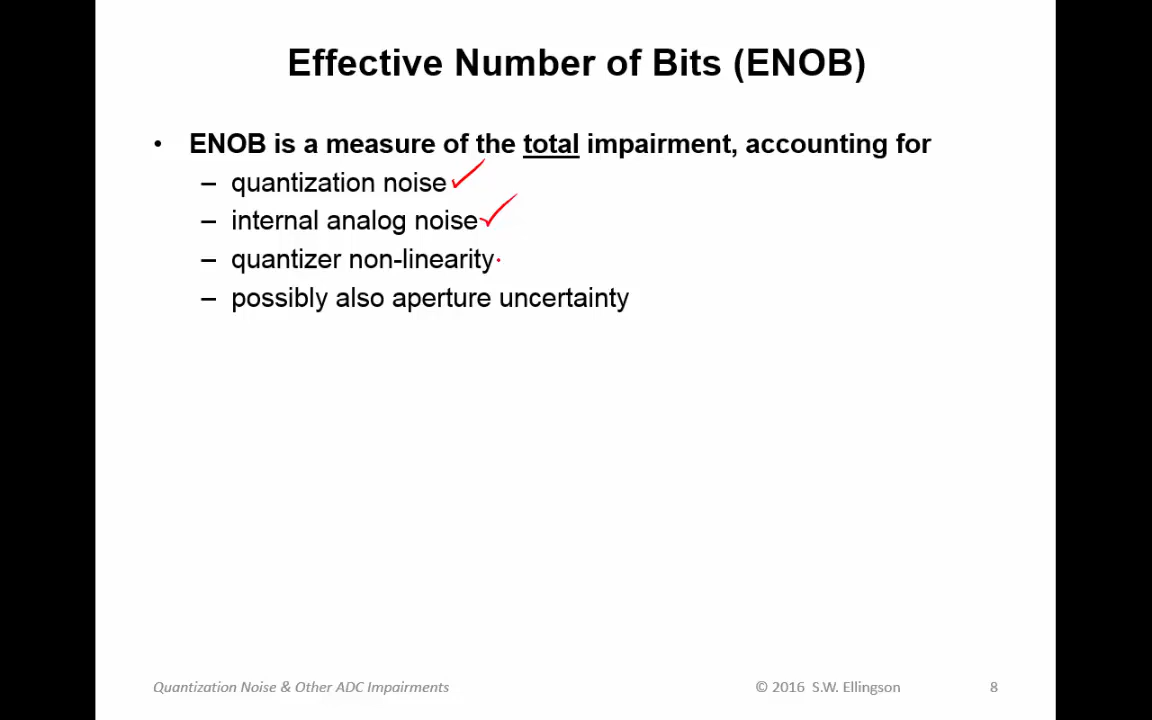 Effective Number of Bits (ENOB)
• ENOB is a measure of the total impairment, accounting for
– quantization noise
– internal analog noise
– quantizer non-linearity
– possibly also aperture uncertainty
Quantization Noise & Other ADC Impairments
© 2016 S.W. Ellingson
8